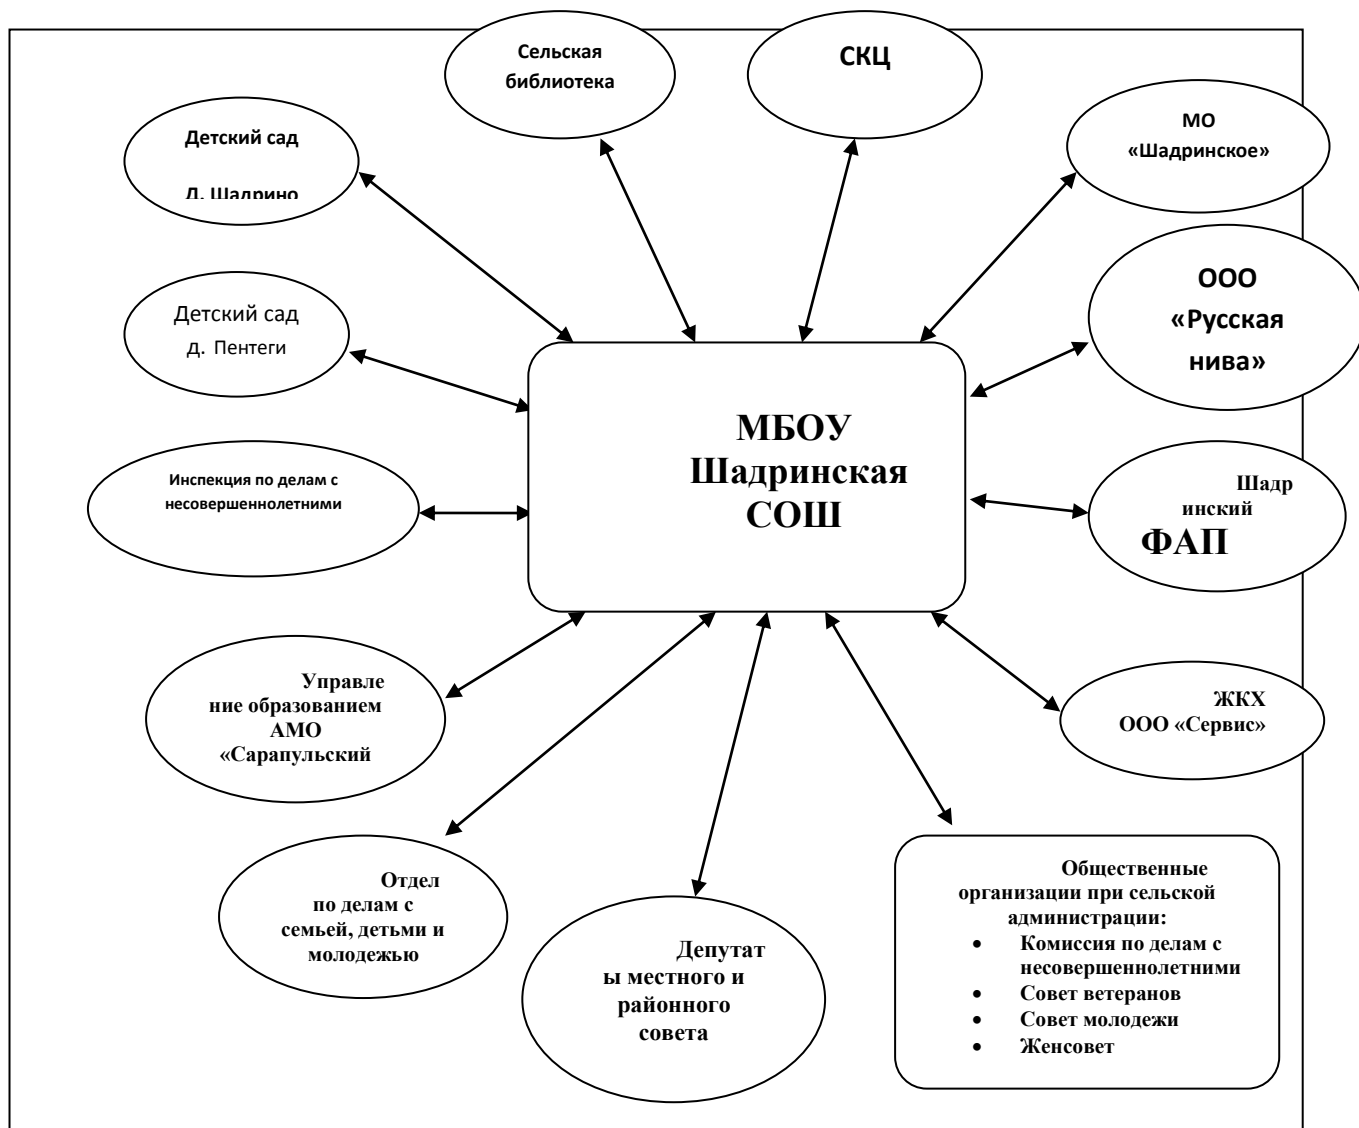 Сельская
библиотека
СКЦ
Детский сад
Д. Шадрино
МО
«Шадринское»
Детский сад
д. Пентеги
ООО
«Русская
нива»
МБОУ
Шадринская
СОШ
Инспекция по делам с
несовершеннолетними
Шадр
инский
ФАП
Управле
ние образованием
АМО
«Сарапульский
ЖКХ
ООО «Сервис»
Отдел
по делам с
семьей, детьми и
молодежью
Депутат
ы местного и
районного
совета
Общественные
организации при сельской
администрации:
• Комиссия по делам с
несовершеннолетними
• Совет ветеранов
• Совет молодежи
• Женсовет